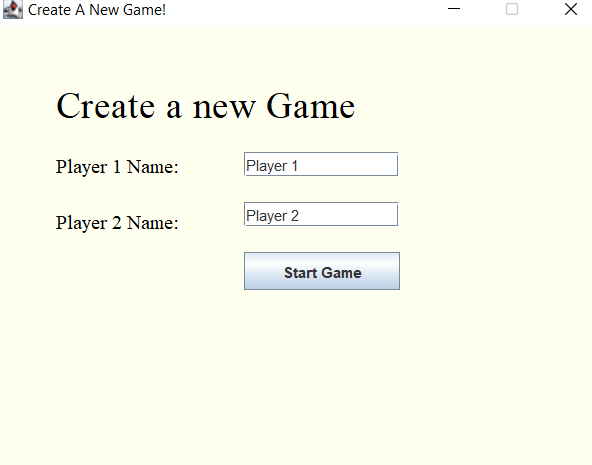 Create A New Game!
Create a new Game
Player 1 Name: Player 1
Player 2 Name: Player 2
Start Game